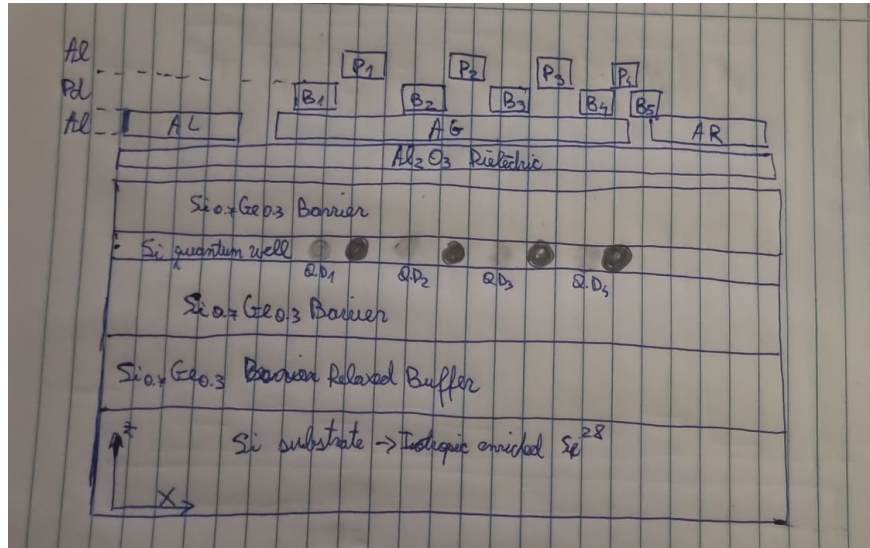 Al
P1 P2 P3 P4
Pd
B1 B2 B3 B4 B5
Al
AL AG AR
Al2O3 Dielectric
Si0.7Ge0.3 Barrier
Si quantum well
QD1 QD2 QD3 QD4
Si0.7Ge0.3 Barrier
Si0.7Ge0.3 Relaxed Buffer
Si substrate → Isotropic enriched Si28
Z
X